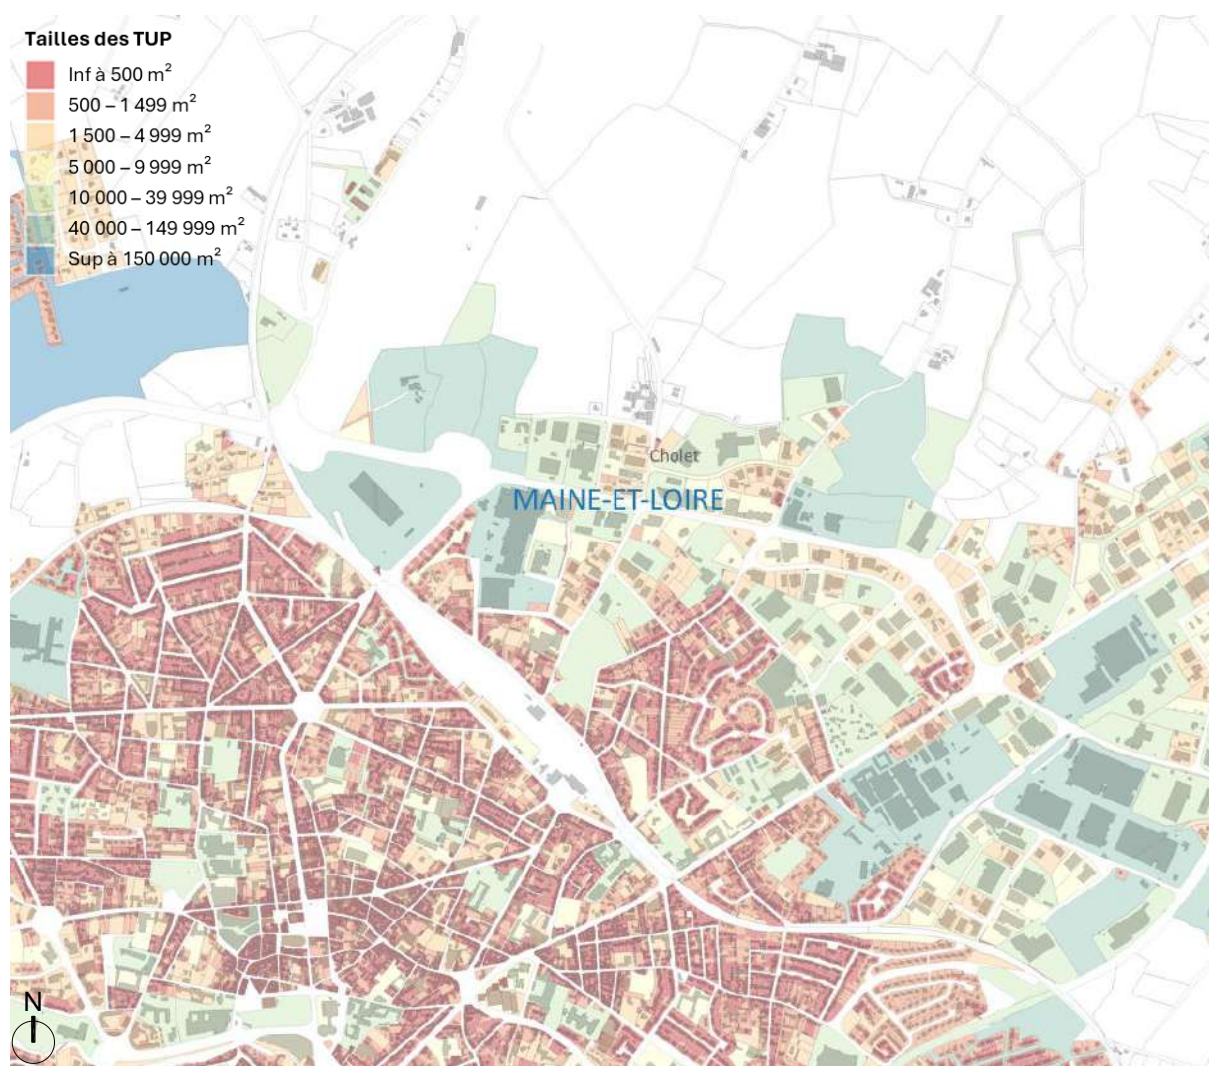 Tailles des TUP
Inf à 500 m²
500 – 1 499 m²
1 500 – 4 999 m²
5 000 – 9 999 m²
10 000 – 39 999 m²
40 000 – 149 999 m²
Sup à 150 000 m²
Cholet
MAINE-ET-LOIRE
N